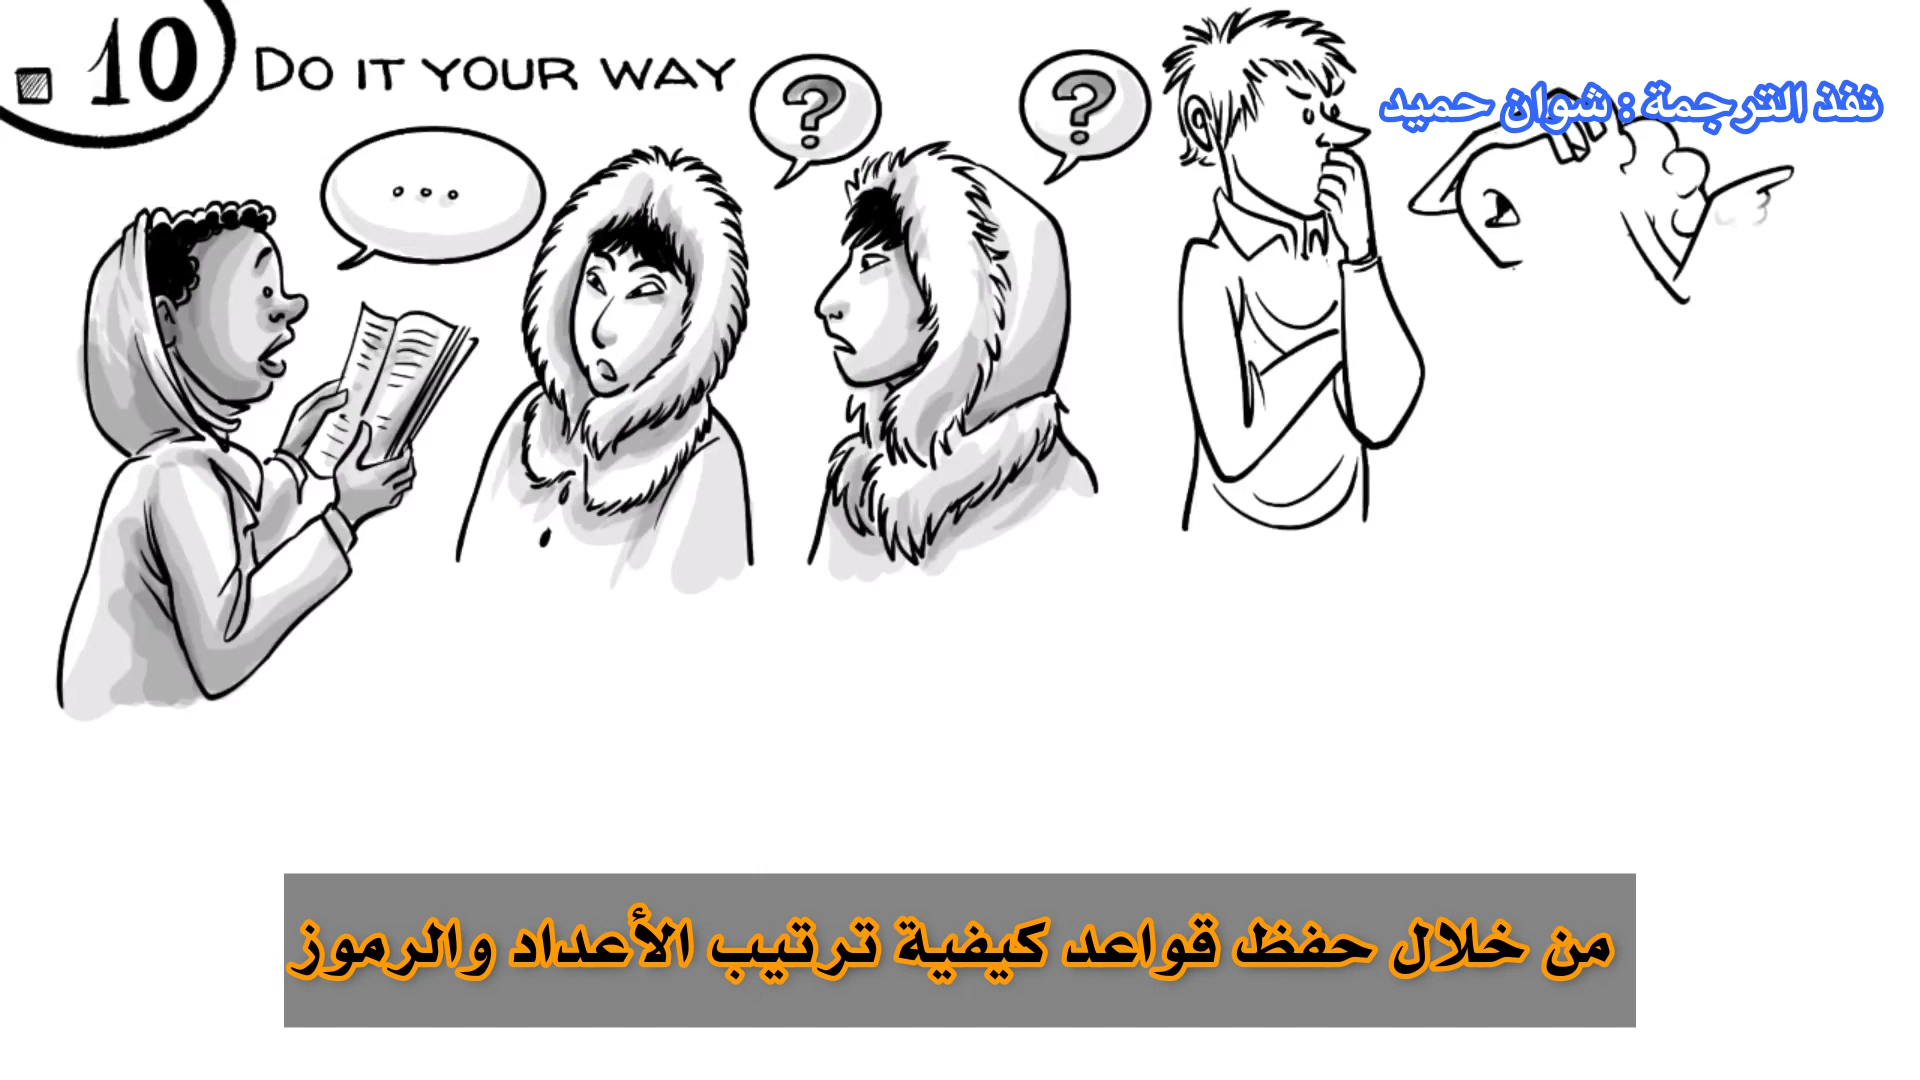 10 DO IT YOUR WAY
?
?
نفذ الترجمة : شوان حميد
...
من خلال حفظ قواعد كيفية ترتيب الأعداد والرموز